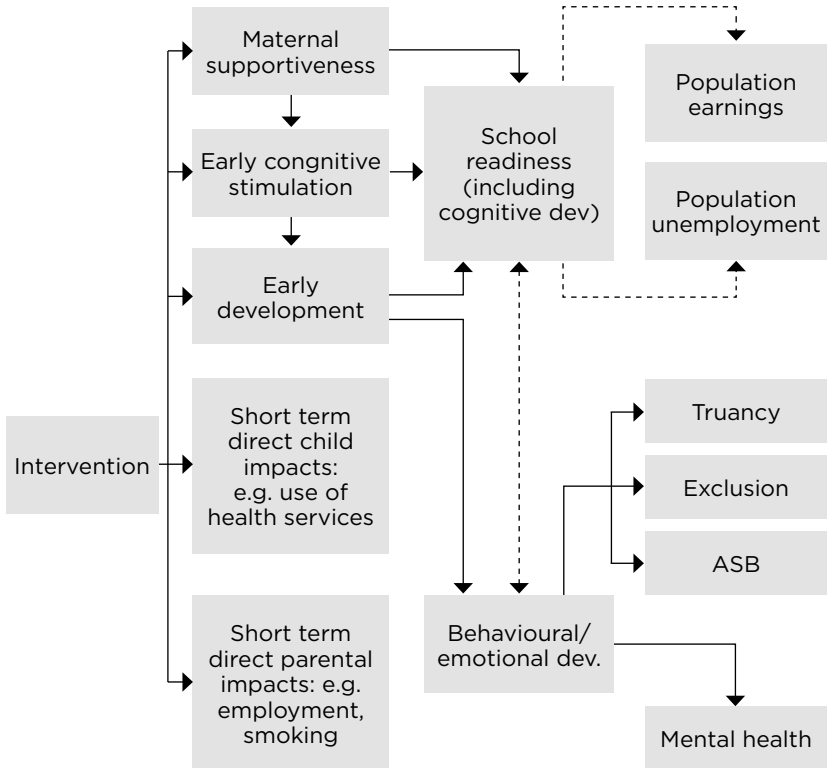 Maternal
supportiveness
Early congnitive
stimulation
Early
development
Intervention
Short term
direct child
impacts:
e.g. use of
health services
Short term
direct parental
impacts: e.g.
employment,
smoking
School
readiness
(including
cognitive dev)
Behavioural/
emotional dev.
Population
earnings
Population
unemployment
Truancy
Exclusion
ASB
Mental health